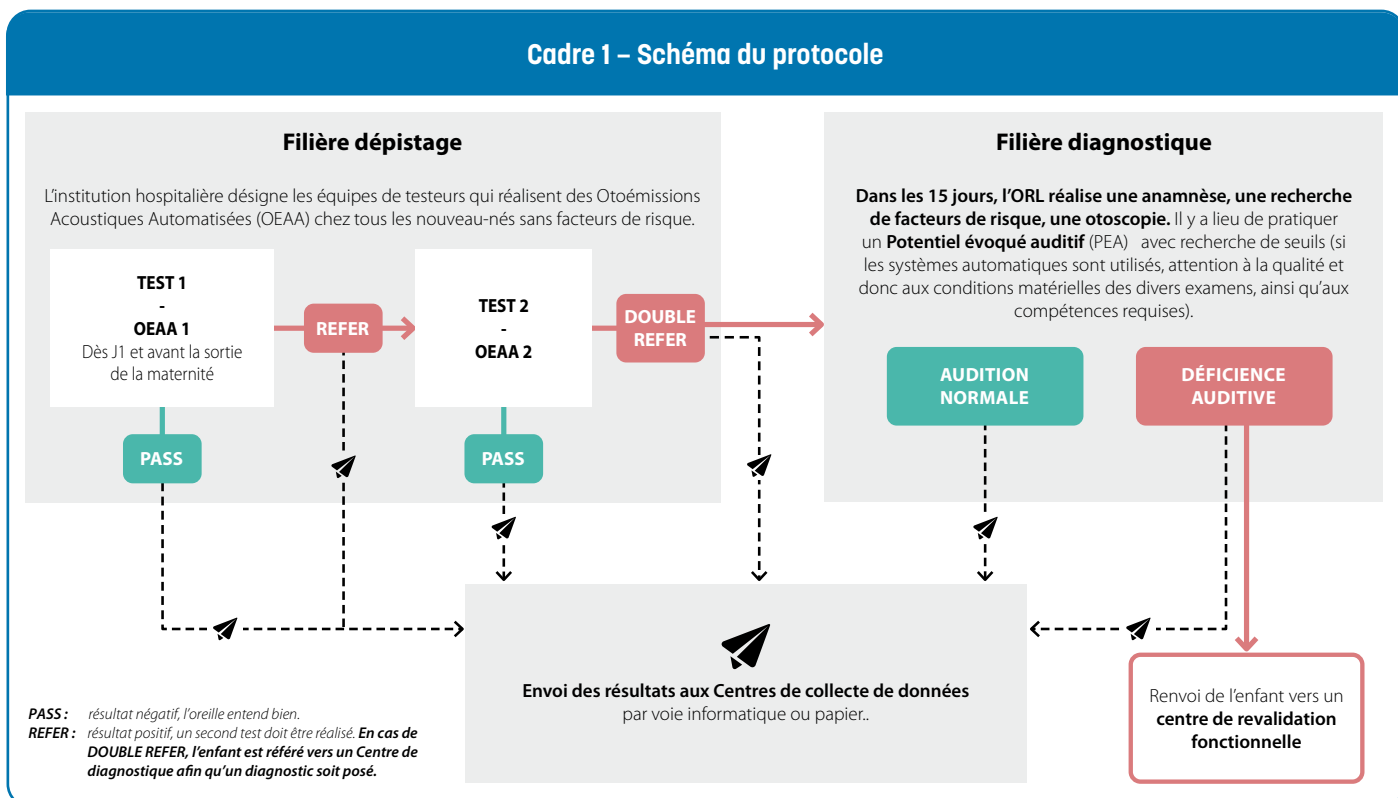 Cadre 1 – Schéma du protocole
Filière dépistage
L'institution hospitalière désigne les équipes de testeurs qui réalisent des Otoémissions
Acoustiques Automatisées (OEAA) chez tous les nouveau-nés sans facteurs de risque.
TEST 1
-
OEAA 1
Dès J1 et avant la sortie
de la maternité
REFER
TEST 2
-
OEAA 2
DOUBLE
REFER
PASS
PASS
Filière diagnostique
Dans les 15 jours, l'ORL réalise une anamnèse, une recherche
de facteurs de risque, une otoscopie. Il y a lieu de pratiquer
un Potentiel évoqué auditif (PEA) avec recherche de seuils (si
les systèmes automatiques sont utilisés, attention à la qualité et
donc aux conditions matérielles des divers examens, ainsi qu'aux
compétences requises).
AUDITION
NORMALE
DÉFICIENCE
AUDITIVE
Envoi des résultats aux Centres de collecte de données
par voie informatique ou papier..
Renvoi de l'enfant vers un
centre de revalidation
fonctionnelle
PASS : résultat négatif, l'oreille entend bien.
REFER : résultat positif, un second test doit être réalisé. En cas de
DOUBLE REFER, l'enfant est référé vers un Centre de
diagnostique afin qu'un diagnostic soit posé.